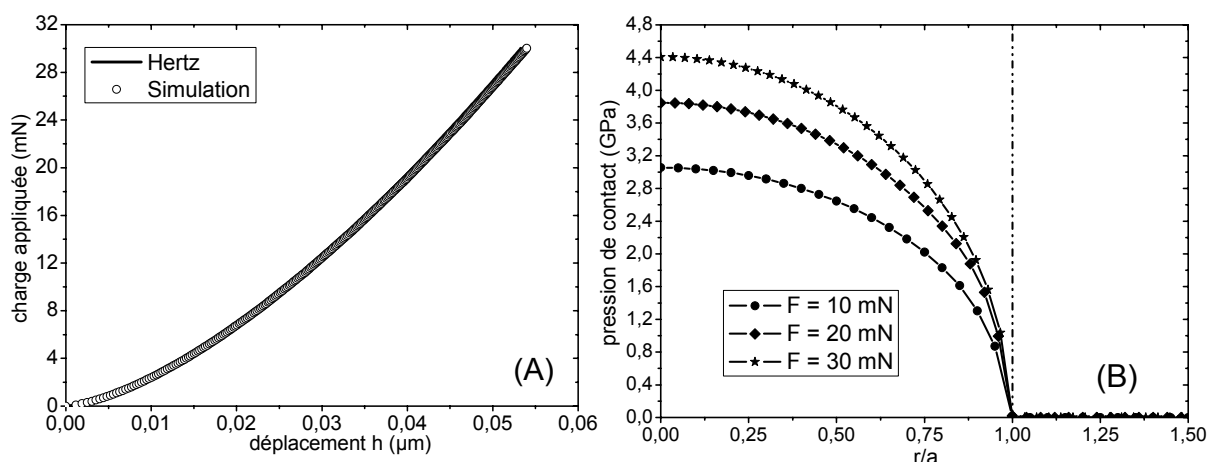 32
28
24
20
16
12
8
4
0
charge appliquée (mN)
Hertz
Simulation
(A)
0,00 0,01 0,02 0,03 0,04 0,05 0,06
déplacement h (µm)
4,8
4,4
4,0
3,6
3,2
2,8
2,4
2,0
1,6
1,2
0,8
0,4
0,0
pression de contact (GPa)
F = 10 mN
F = 20 mN
F = 30 mN
(B)
0,00 0,25 0,50 0,75 1,00 1,25 1,50
r/a